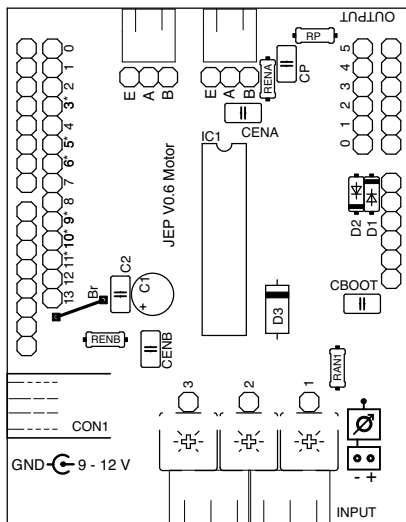 OUTPUT
RP
CP
RENA
CENA
E A B
E A B
0
1
2
3*
4
5*
6*
7
8
9*
10*
11*
12
13
5
4
3
2
1
0
IC1
JEP V0.6 Motor
D2
D1
Br
C2
C1
+
CBOOT
D3
RENB
CENB
RAN1
3
2
1
CON1
GND 9 - 12 V
- +
INPUT